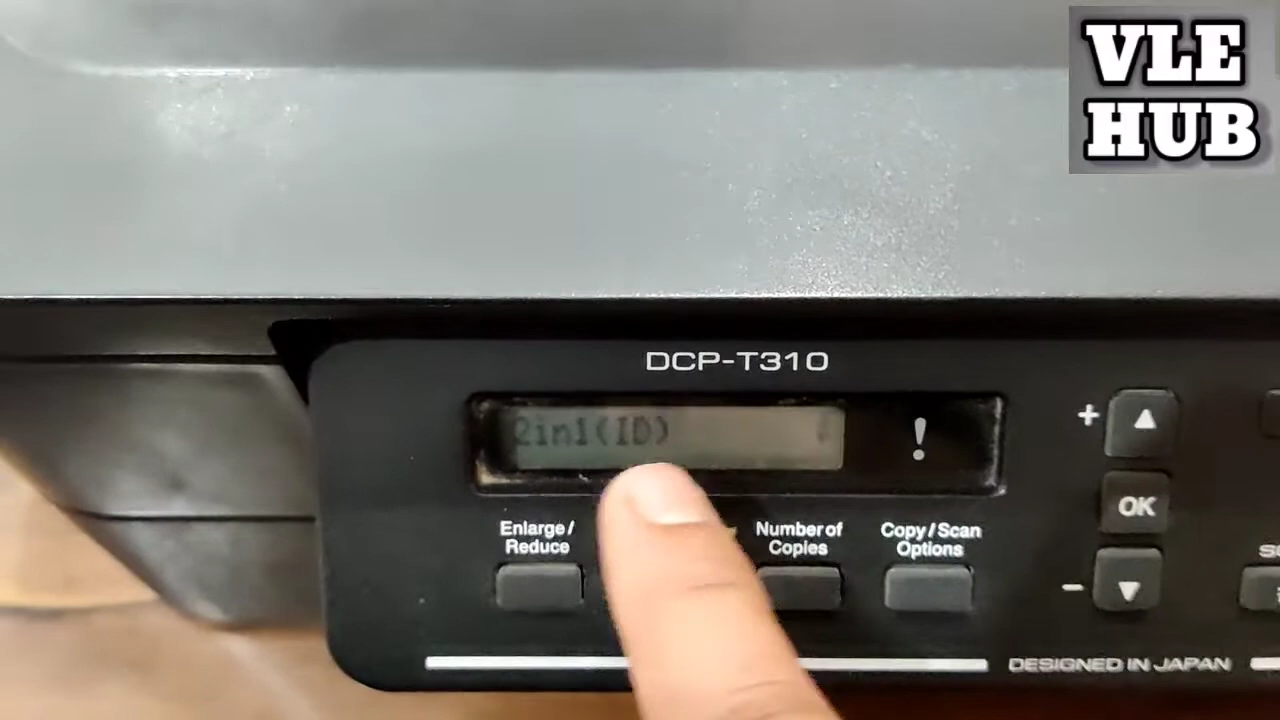 VLE
HUB
DCP-T310
2in1(ID)
!
Enlarge/
Reduce
Number of
Copies
Copy/Scan
Options
+
OK
-
DESIGNED IN JAPAN